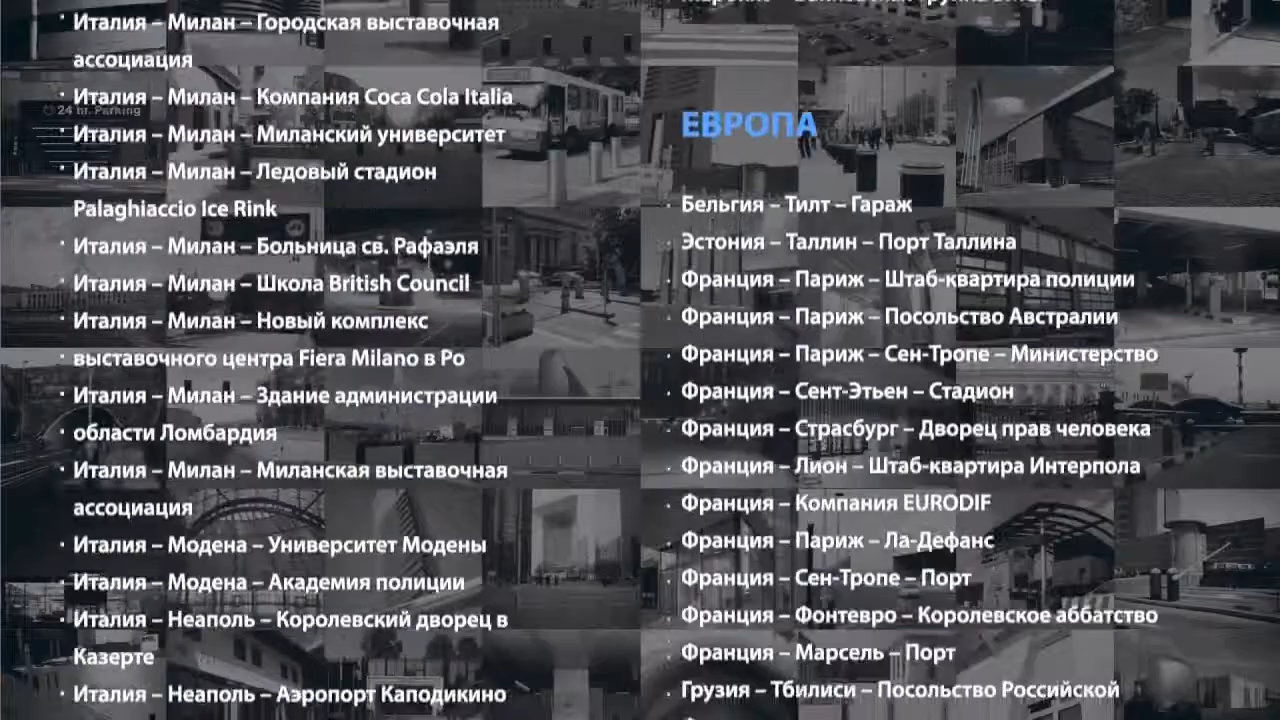 Италия – Милан – Городская выставочная
ассоциация
· Италия – Милан – Компания Coca Cola Italia
· Италия – Милан – Миланский университет
· Италия – Милан – Ледовый стадион
Palaghiaccio Ice Rink
· Италия – Милан – Больница св. Рафаэля
· Италия – Милан – Школа British Council
· Италия – Милан – Новый комплекс
· выставочного центра Fiera Milano в Ро
· Италия – Милан – Здание администрации
· области Ломбардия
· Италия – Милан – Миланская выставочная
ассоциация
· Италия – Модена – Университет Модены
· Италия – Модена – Академия полиции
· Италия – Неаполь – Королевский дворец в
Казерте
· Италия – Неаполь – Аэропорт Каподикино
24 hr. Parking
ЕВРОПА
· Бельгия – Тилт – Гараж
· Эстония – Таллин – Порт Таллина
· Франция – Париж – Штаб-квартира полиции
· Франция – Париж – Посольство Австралии
· Франция – Париж – Сен-Тропе – Министерство
· Франция – Сент-Этьен – Стадион
· Франция – Страсбург – Дворец прав человека
· Франция – Лион – Штаб-квартира Интерпола
· Франция – Компания EURODIF
· Франция – Париж – Ла-Дефанс
· Франция – Сен-Тропе – Порт
· Франция – Фонтевро – Королевское аббатство
· Франция – Марсель – Порт
· Грузия – Тбилиси – Посольство Российской